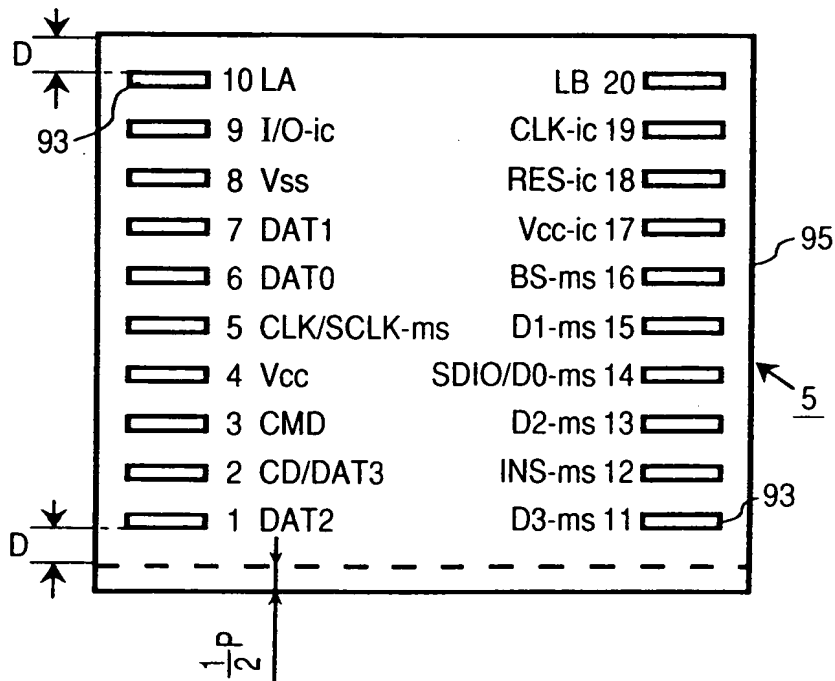 D
10 LA LB 20
93
9 I/O-ic CLK-ic 19
8 Vss RES-ic 18
7 DAT1 Vcc-ic 17
95
6 DAT0 BS-ms 16
5 CLK/SCLK-ms D1-ms 15
4 Vcc SDIO/D0-ms 14
5
3 CMD D2-ms 13
2 CD/DAT3 INS-ms 12
93
1 DAT2 D3-ms 11
D
1/2 P